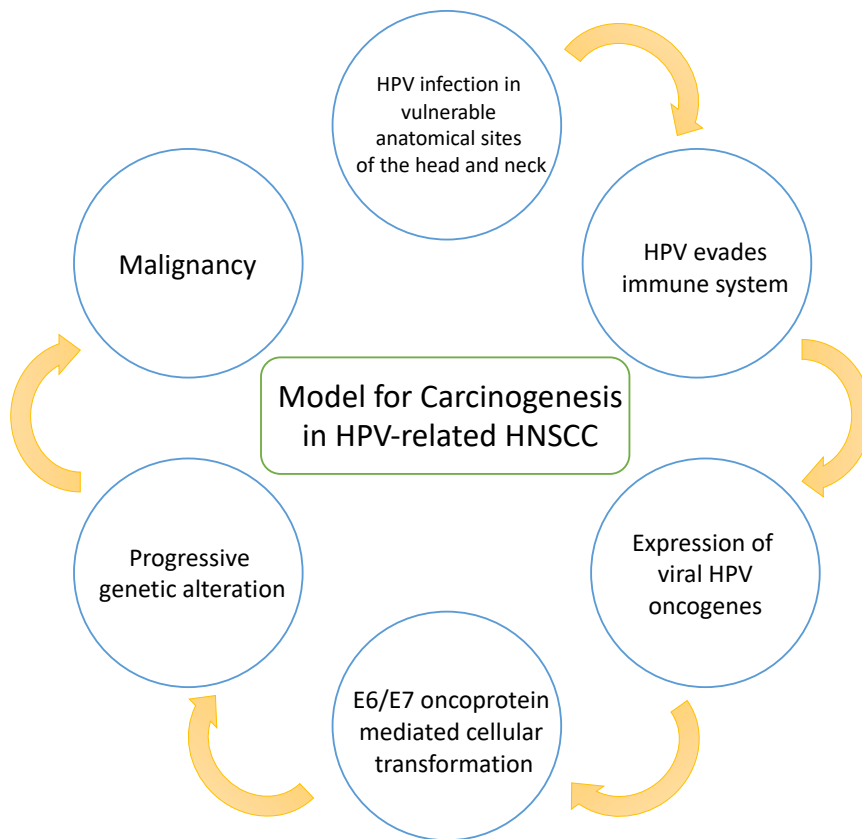 HPV infection in
vulnerable
anatomical sites
of the head and neck
HPV evades
immune system
Expression of
viral HPV
oncogenes
E6/E7 oncoprotein
mediated cellular
transformation
Progressive
genetic alteration
Malignancy
Model for Carcinogenesis
in HPV-related HNSCC